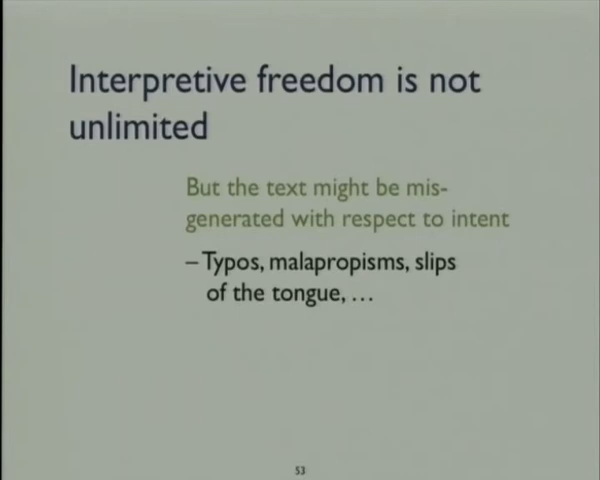 Interpretive freedom is not
unlimited
But the text might be mis-
generated with respect to intent
– Typos, malapropisms, slips
of the tongue, …
53